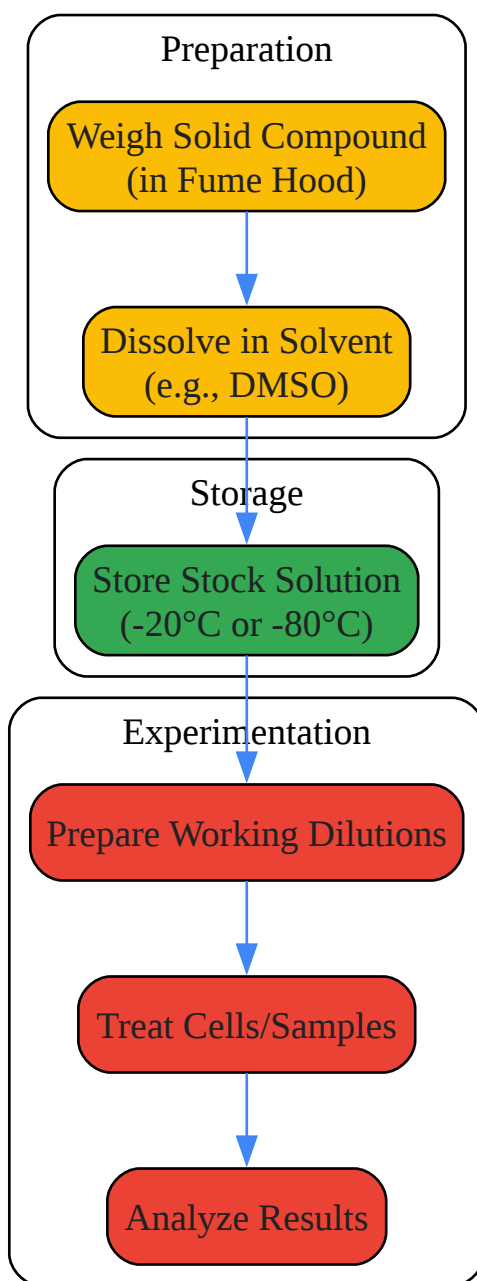 Preparation
Weigh Solid Compound
(in Fume Hood)
Dissolve in Solvent
(e.g., DMSO)
Storage
Store Stock Solution
(-20°C or -80°C)
Experimentation
Prepare Working Dilutions
Treat Cells/Samples
Analyze Results